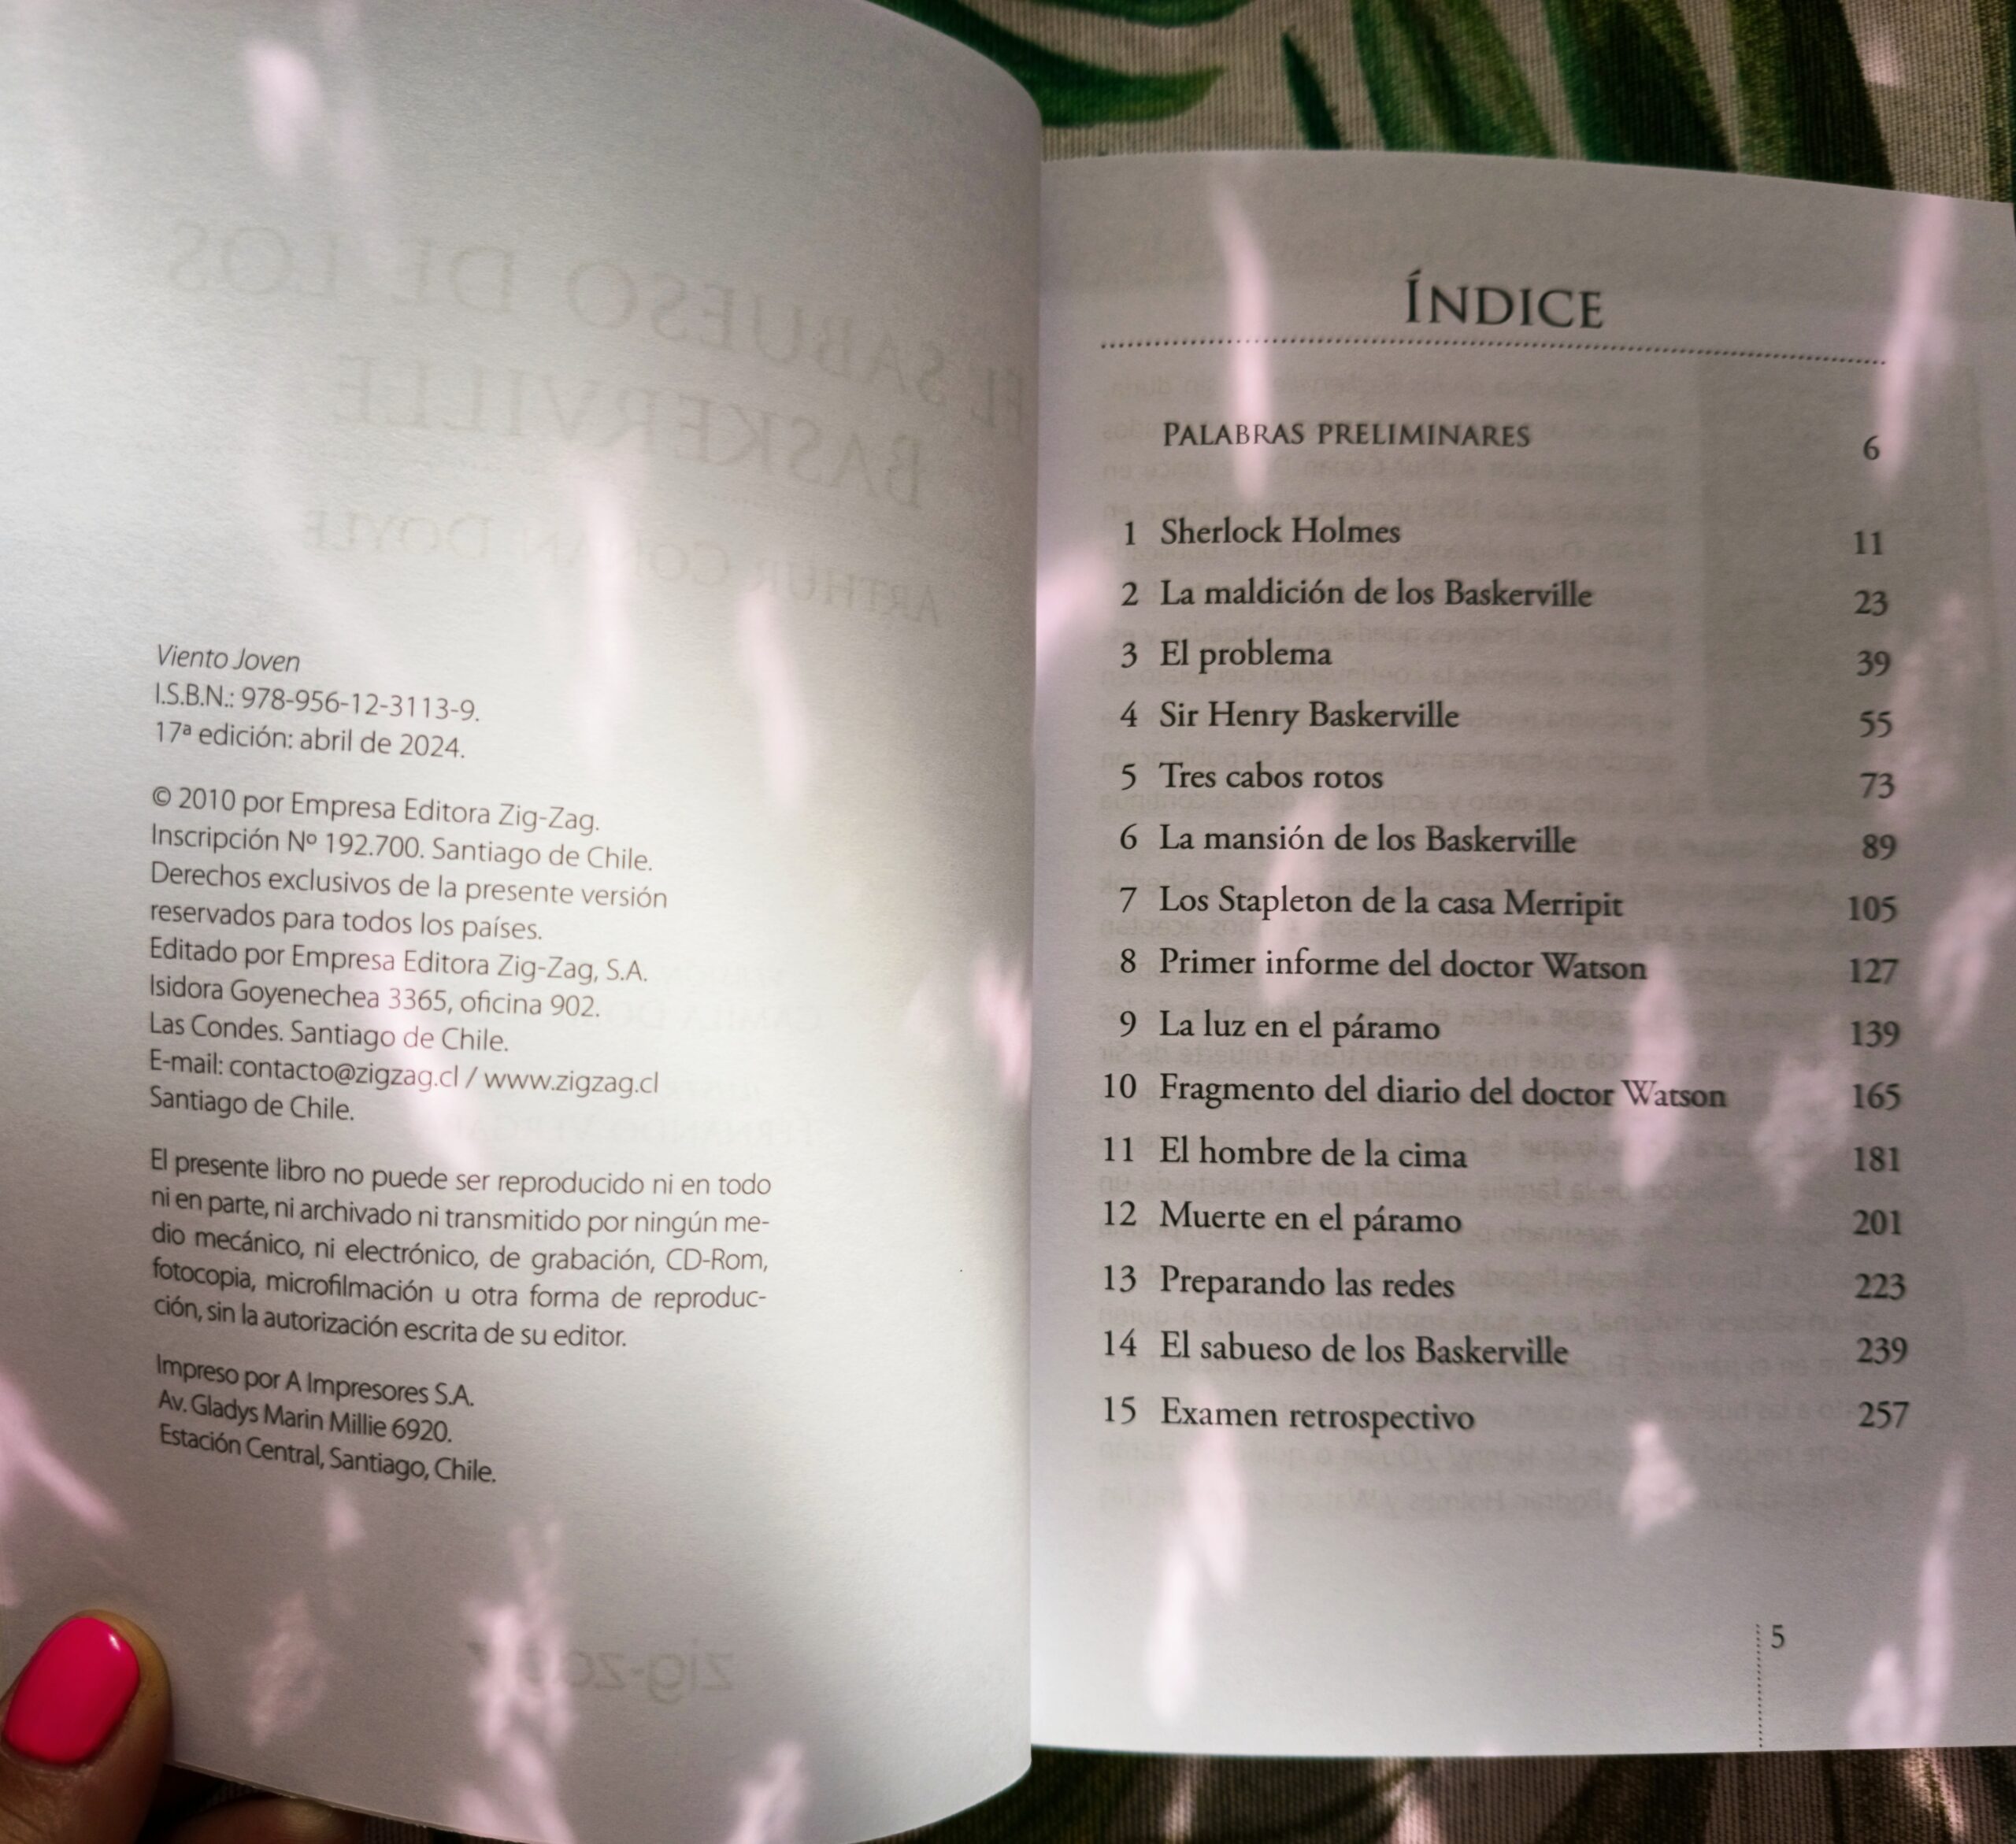 Viento Joven
I.S.B.N.: 978-956-12-3113-9.
17ª edición: abril de 2024.
© 2010 por Empresa Editora Zig-Zag.
Inscripción Nº 192.700. Santiago de Chile.
Derechos exclusivos de la presente versión
reservados para todos los países.
Editado por Empresa Editora Zig-Zag, S.A.
Isidora Goyenechea 3365, oficina 902.
Las Condes. Santiago de Chile.
E-mail: contacto@zigzag.cl / www.zigzag.cl
Santiago de Chile.
El presente libro no puede ser reproducido ni en todo
ni en parte, ni archivado ni transmitido por ningún me-
dio mecánico, ni electrónico, de grabación, CD-Rom,
fotocopia, microfilmación u otra forma de reproduc-
ción, sin la autorización escrita de su editor.
Impreso por A Impresores S.A.
Av. Gladys Marin Millie 6920.
Estación Central, Santiago, Chile.
ÍNDICE
PALABRAS PRELIMINARES 6
1 Sherlock Holmes 11
2 La maldición de los Baskerville 23
3 El problema 39
4 Sir Henry Baskerville 55
5 Tres cabos rotos 73
6 La mansión de los Baskerville 89
7 Los Stapleton de la casa Merripit 105
8 Primer informe del doctor Watson 127
9 La luz en el páramo 139
10 Fragmento del diario del doctor Watson 165
11 El hombre de la cima 181
12 Muerte en el páramo 201
13 Preparando las redes 223
14 El sabueso de los Baskerville 239
15 Examen retrospectivo 257
5